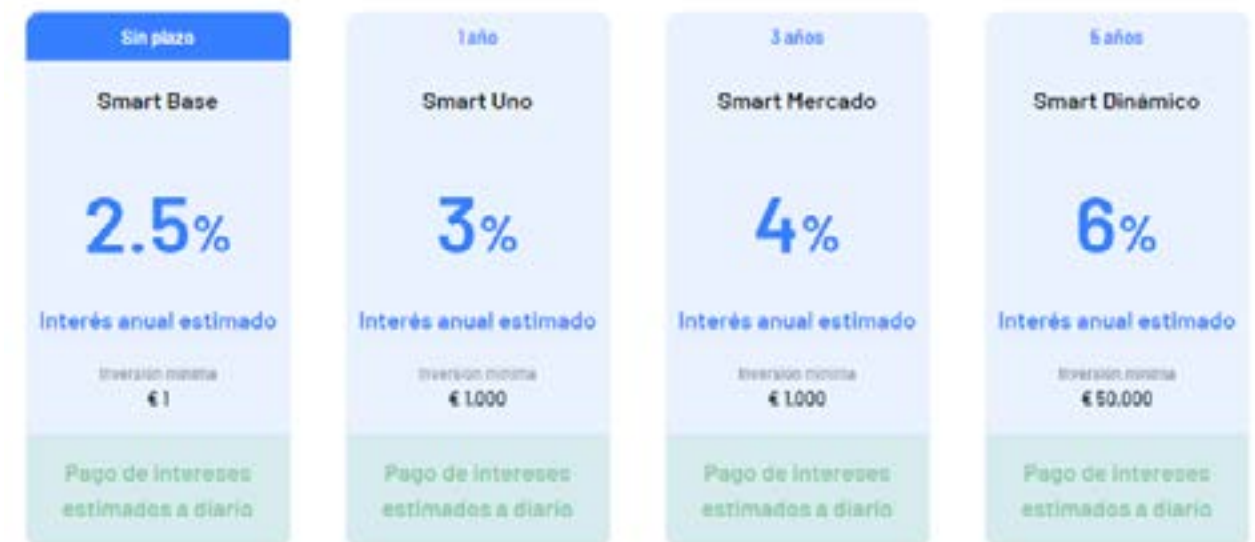 Sin plazo
Smart Base
2.5%
Interés anual estimado
Inversión mínima
€ 1
Pago de intereses
estimados a diario
1 año
Smart Uno
3%
Interés anual estimado
Inversión mínima
€ 1.000
Pago de intereses
estimados a diario
3 años
Smart Mercado
4%
Interés anual estimado
Inversión mínima
€ 1.000
Pago de intereses
estimados a diario
años
Smart Dinámico
6%
Interés anual estimado
Inversión mínima
€ 50.000
Pago de intereses
estimados a diario